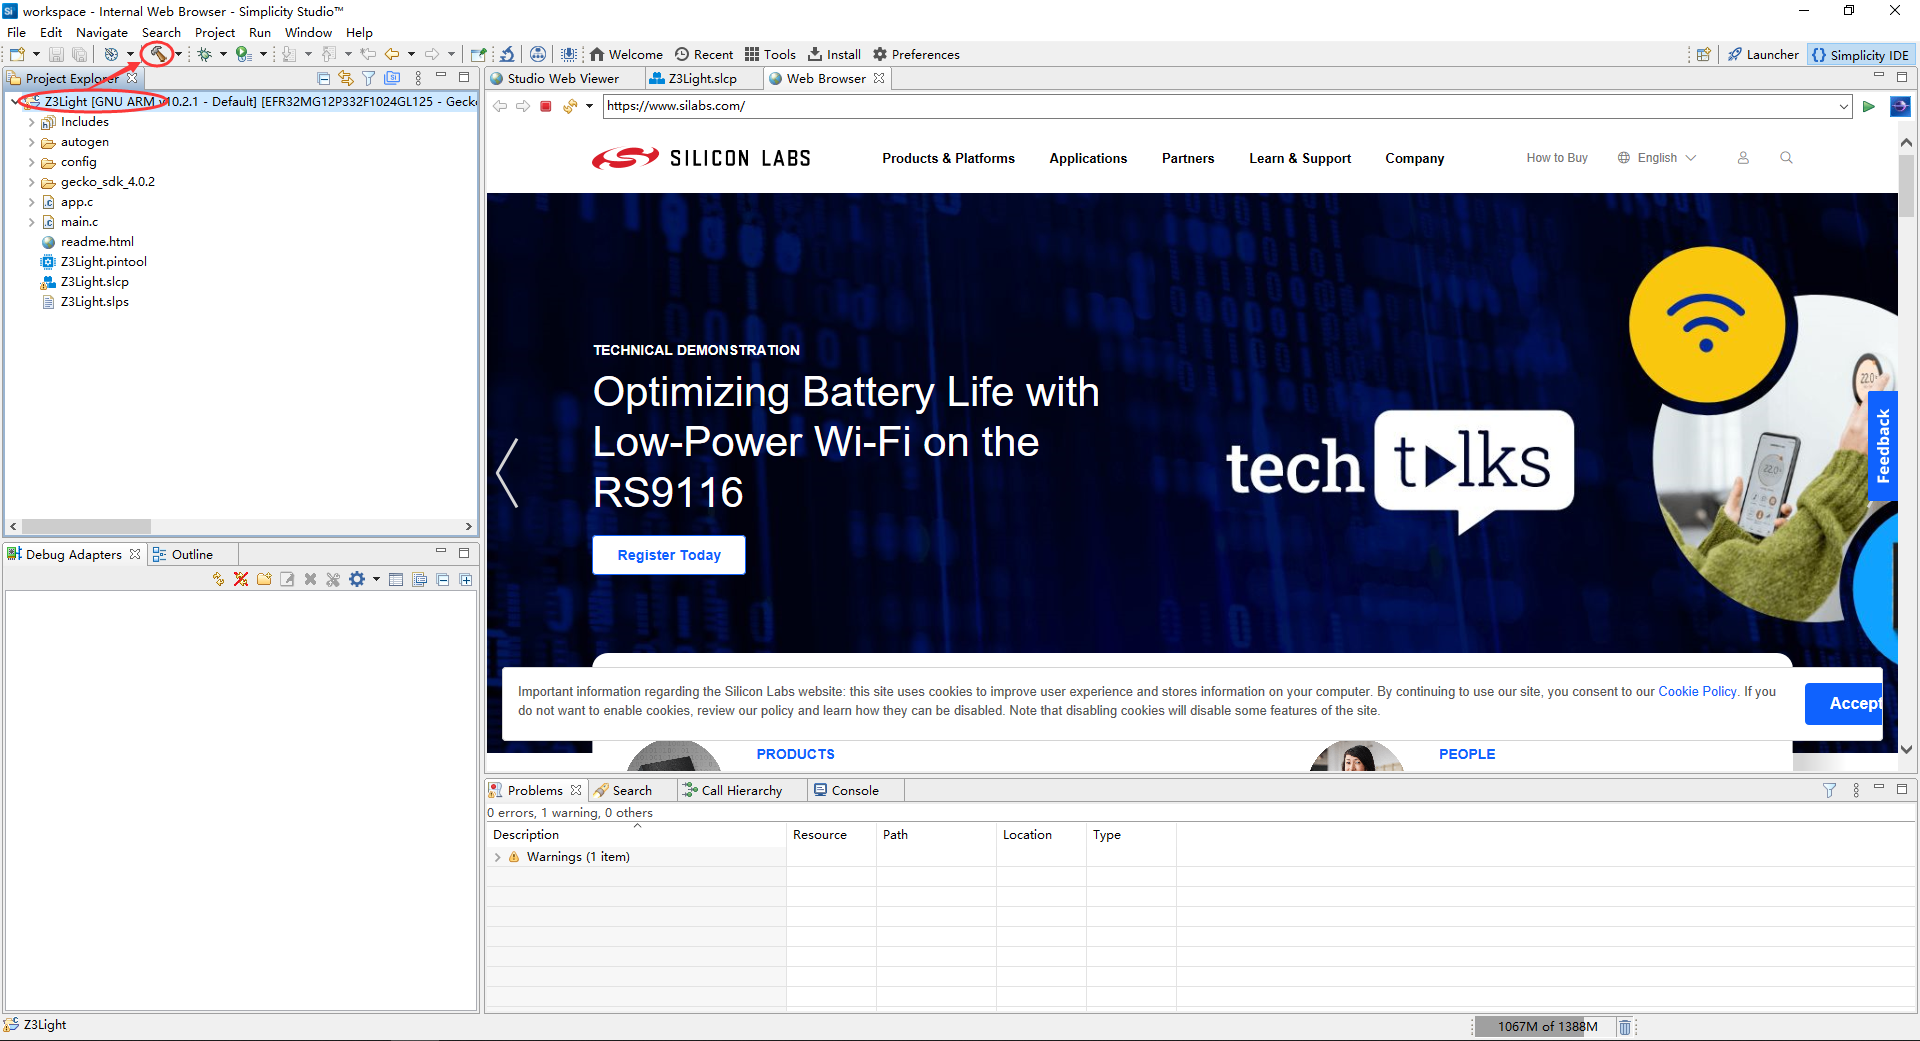 workspace - Internal Web Browser - Simplicity Studio™
File Edit Navigate Search Project Run Window Help
Welcome Recent Tools Install Preferences Launcher {} Simplicity IDE
Project Explorer
Z3Light [GNU ARM v10.2.1 - Default] [EFR32MG12P332F1024GL125 - Gecko
Includes
autogen
config
gecko_sdk_4.0.2
app.c
main.c
readme.html
Z3Light.pintool
Z3Light.slcp
Z3Light.slps
Debug Adapters Outline
Studio Web Viewer Z3Light.slcp Web Browser
https://www.silabs.com/
SILICON LABS Products & Platforms Applications Partners Learn & Support Company How to Buy English
TECHNICAL DEMONSTRATION
Optimizing Battery Life with
Low-Power Wi-Fi on the
RS9116
Register Today
tech talks
22.0
22.0
Feedback
Important information regarding the Silicon Labs website: this site uses cookies to improve user experience and stores information on your computer. By continuing to use our site, you consent to our Cookie Policy. If you
do not want to enable cookies, review our policy and learn how they can be disabled. Note that disabling cookies will disable some features of the site.
Accept
PRODUCTS PEOPLE
Problems Search Call Hierarchy Console
0 errors, 1 warning, 0 others
Description Resource Path Location Type
Warnings (1 item)
Z3Light
1067M of 1388M